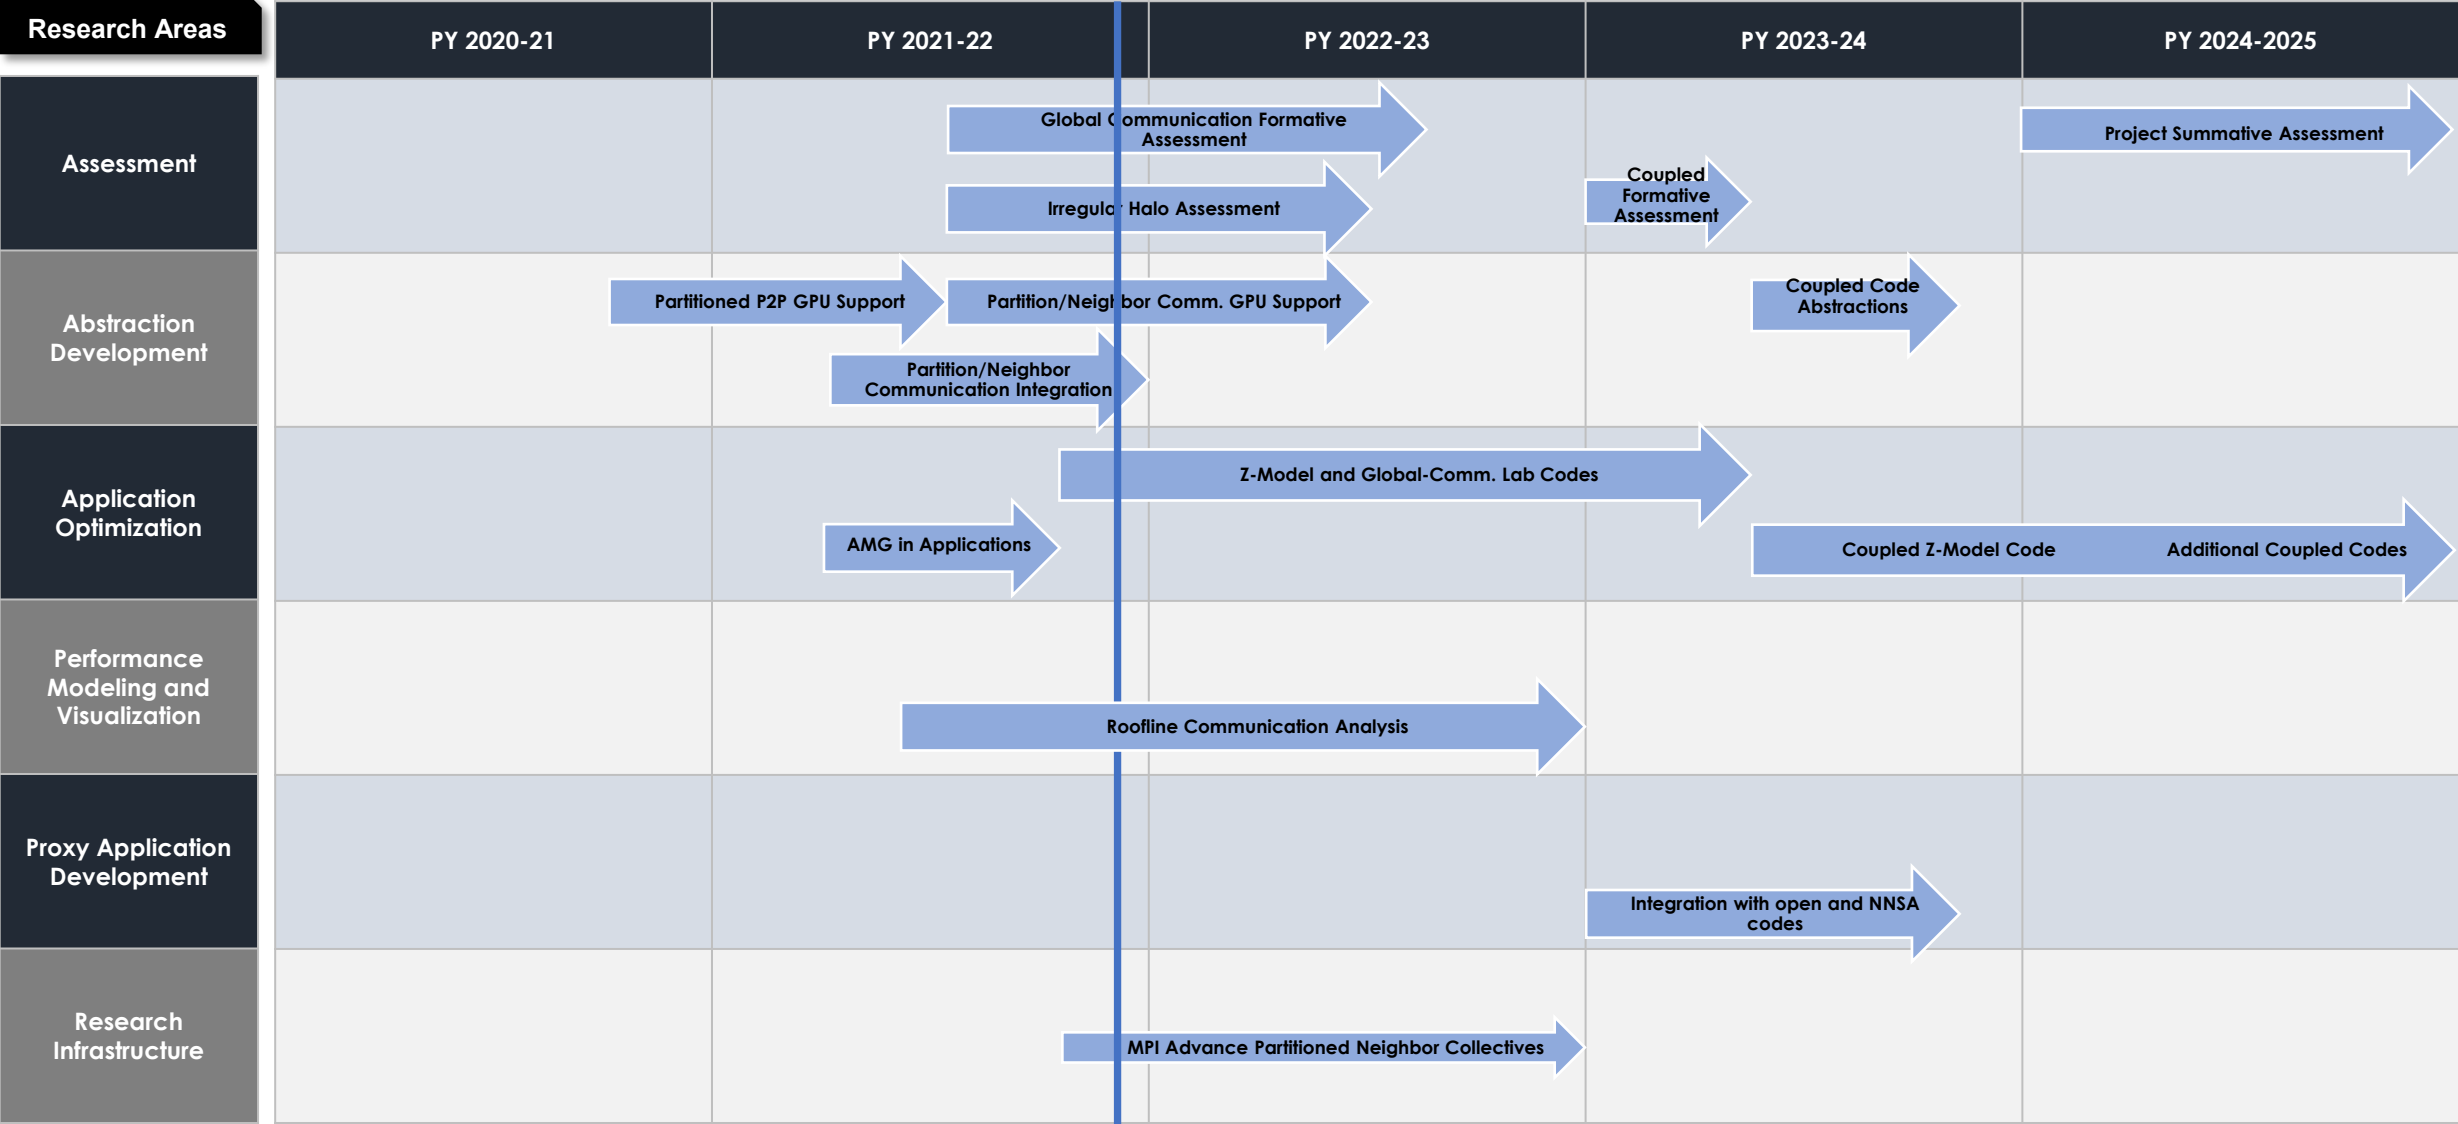 Research Areas
PY 2020-21
PY 2021-22
PY 2022-23
PY 2023-24
PY 2024-2025
Assessment
Global Communication Formative
Assessment
Project Summative Assessment
Irregular Halo Assessment
Coupled
Formative
Assessment
Abstraction
Development
Partitioned P2P GPU Support
Partition/Neighbor Comm. GPU Support
Coupled Code
Abstractions
Partition/Neighbor
Communication Integration
Application
Optimization
Z-Model and Global-Comm. Lab Codes
AMG in Applications
Coupled Z-Model Code
Additional Coupled Codes
Performance
Modeling and
Visualization
Roofline Communication Analysis
Proxy Application
Development
Integration with open and NNSA
codes
Research
Infrastructure
MPI Advance Partitioned Neighbor Collectives